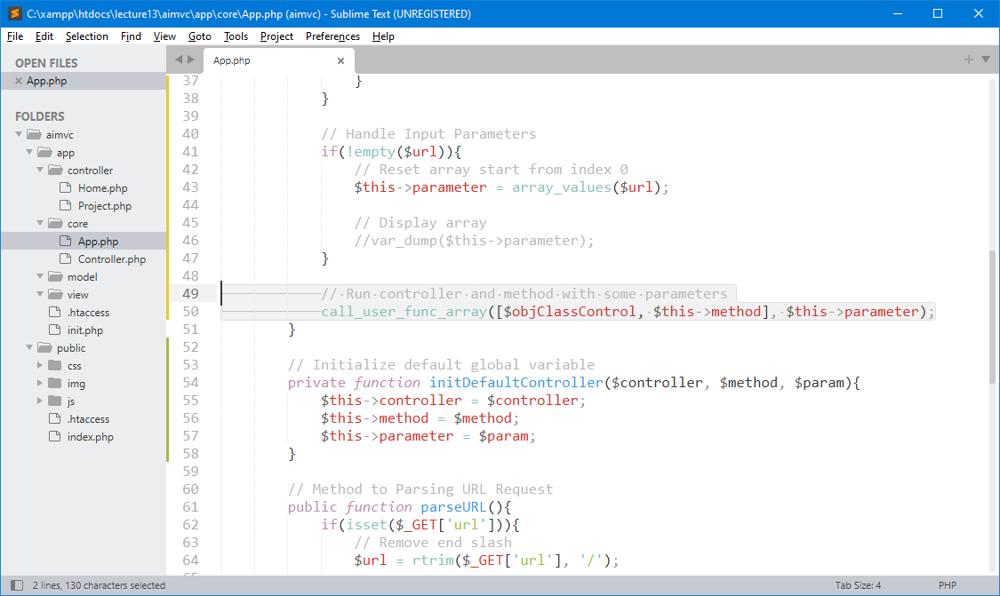 C:\xampp\htdocs\lecture13\aimvc\app\core\App.php (aimvc) - Sublime Text (UNREGISTERED)
File Edit Selection Find View Goto Tools Project Preferences Help
OPEN FILES
App.php
FOLDERS
aimvc
app
controller
Home.php
Project.php
core
App.php
Controller.php
model
view
.htaccess
init.php
public
css
img
js
.htaccess
index.php
App.php
37 }
38 }
39
40 // Handle Input Parameters
41 if(!empty($url)){
42 // Reset array start from index 0
43 $this->parameter = array_values($url);
44
45 // Display array
46 //var_dump($this->parameter);
47 }
48
49 // Run controller and method with some parameters
50 call_user_func_array([$objClassControl, $this->method], $this->parameter);
51 }
52
53 // Initialize default global variable
54 private function initDefaultController($controller, $method, $param){
55 $this->controller = $controller;
56 $this->method = $method;
57 $this->parameter = $param;
58 }
59
60 // Method to Parsing URL Request
61 public function parseURL(){
62 if(isset($_GET['url'])){
63 // Remove end slash
64 $url = rtrim($_GET['url'], '/');
2 lines, 130 characters selected
Tab Size: 4
PHP